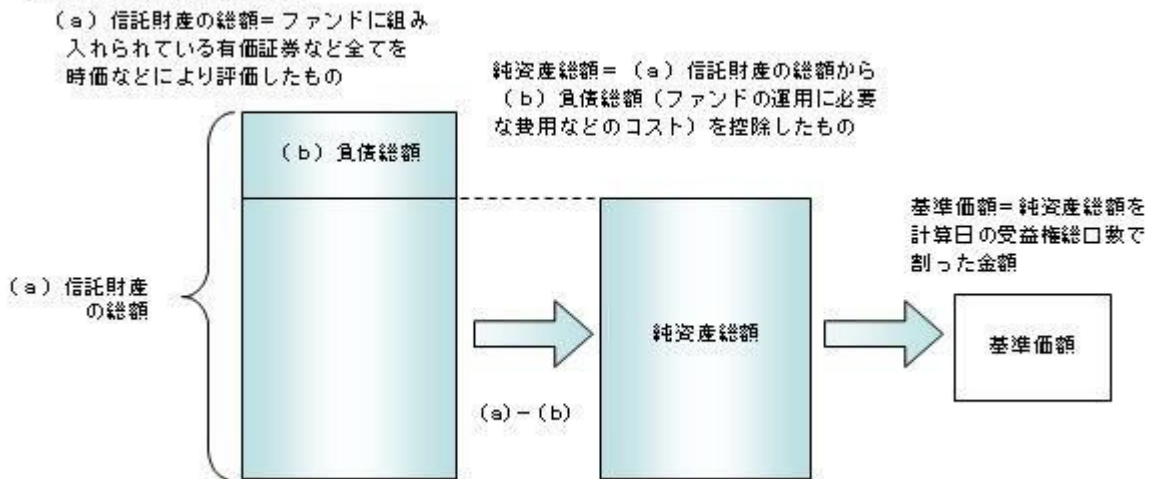 （a）信託財産の総額＝ファンドに組み
入れられている有価証券など全てを
時価などにより評価したもの
純資産総額＝（a）信託財産の総額から
（b）負債総額（ファンドの運用に必要
な費用などのコスト）を控除したもの
（b）負債総額
基準価額＝純資産総額を
計算日の受益権総口数で
割った金額
（a）信託財産
の総額
純資産総額
基準価額
（a）－（b）